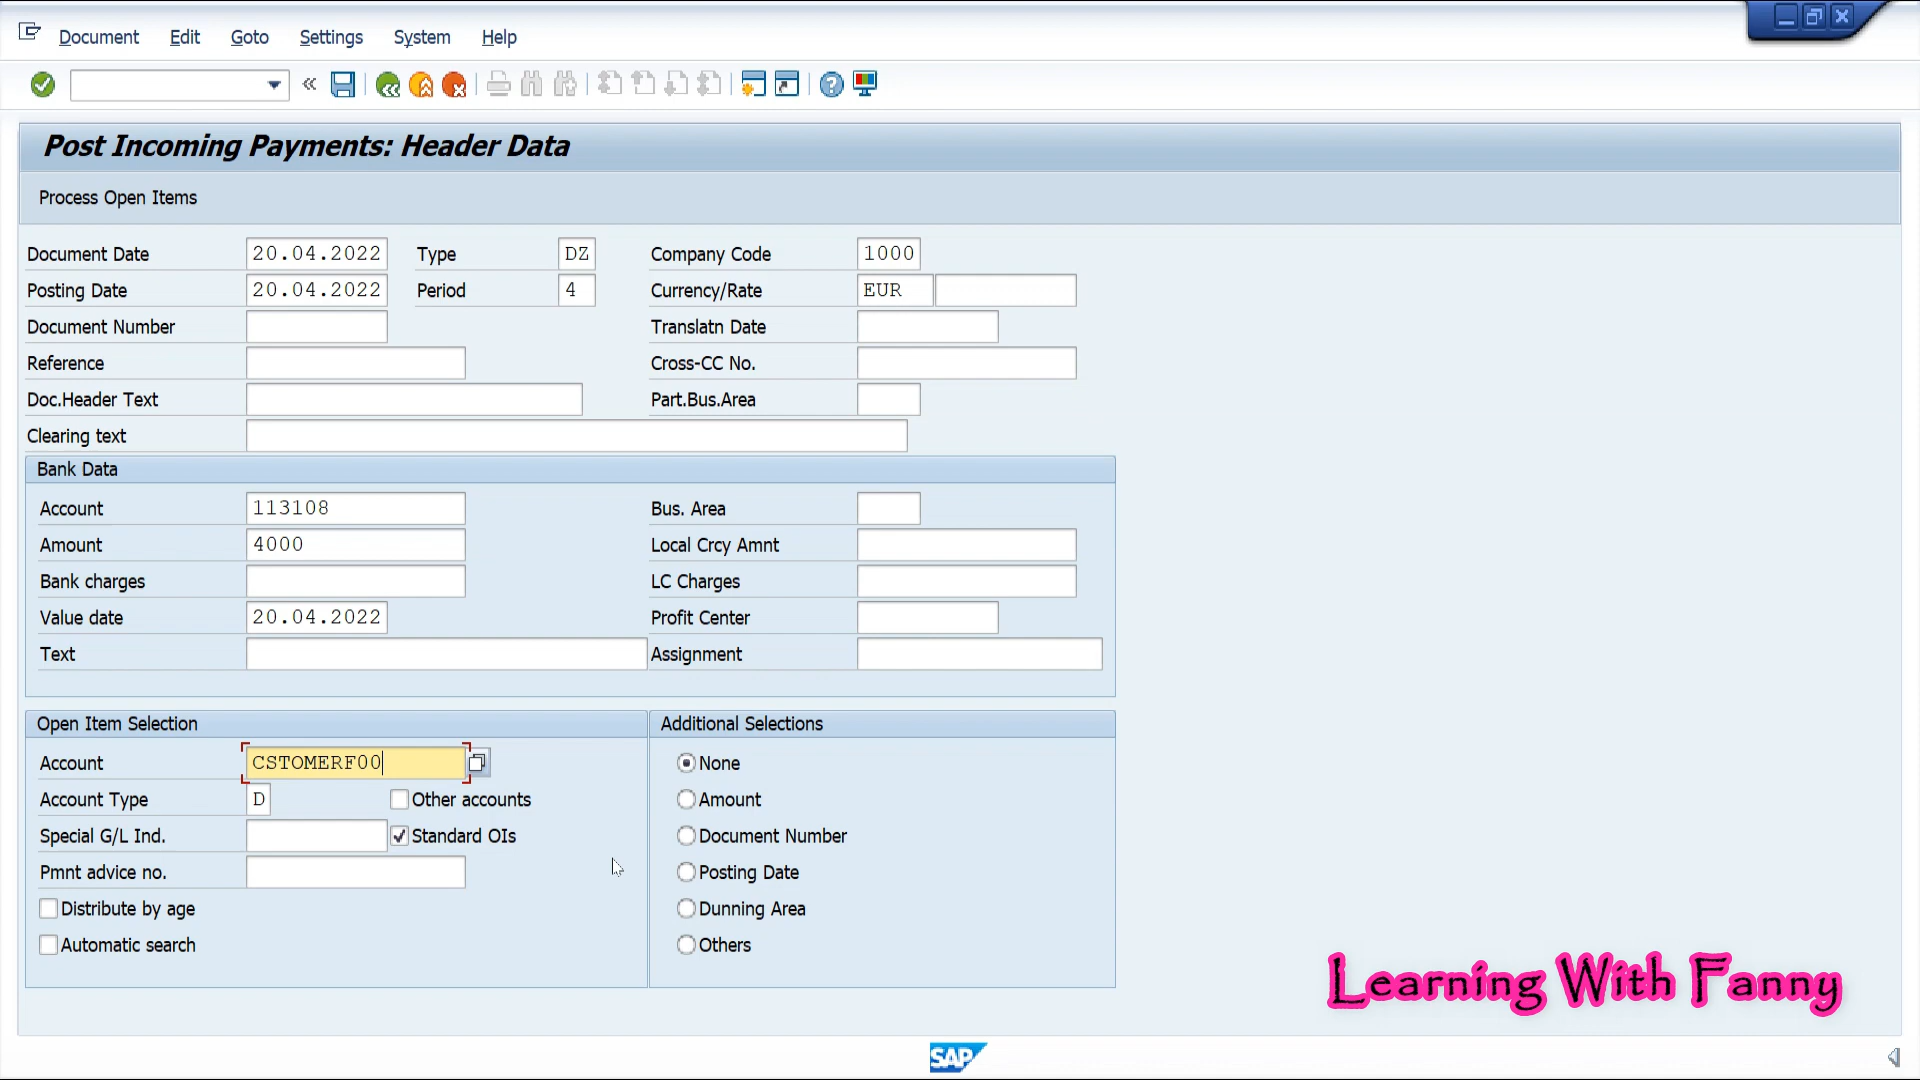 Document Edit Goto Settings System Help
Post Incoming Payments: Header Data
Process Open Items
Document Date 20.04.2022 Type DZ Company Code 1000
Posting Date 20.04.2022 Period 4 Currency/Rate EUR
Document Number Translatn Date
Reference Cross-CC No.
Doc.Header Text Part.Bus.Area
Clearing text
Bank Data
Account 113108 Bus. Area
Amount 4000 Local Crcy Amnt
Bank charges LC Charges
Value date 20.04.2022 Profit Center
Text Assignment
Open Item Selection Additional Selections
Account CSTOMERF00 None
Account Type D Other accounts Amount
Special G/L Ind. Standard OIs Document Number
Pmnt advice no. Posting Date
Distribute by age Dunning Area
Automatic search Others
Learning With Fanny
SAP